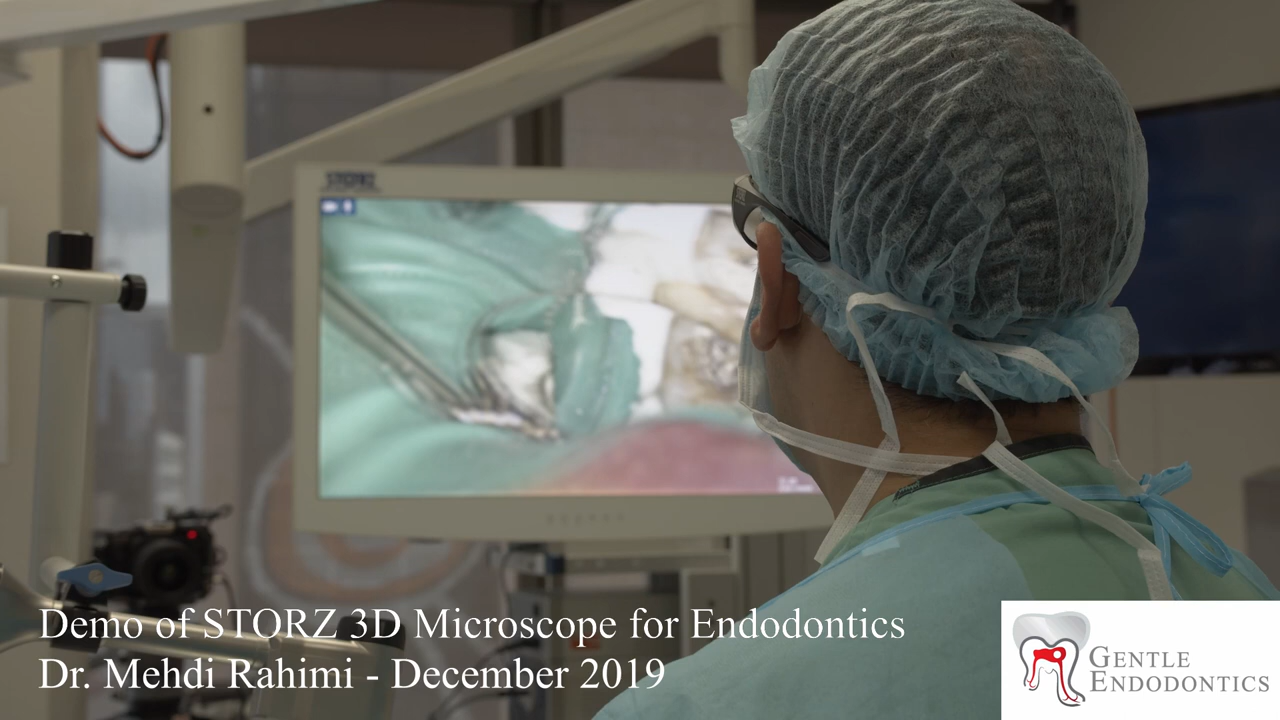 STORZ
Demo of STORZ 3D Microscope for Endodontics
Dr. Mehdi Rahimi - December 2019
GENTLE
ENDODONTICS